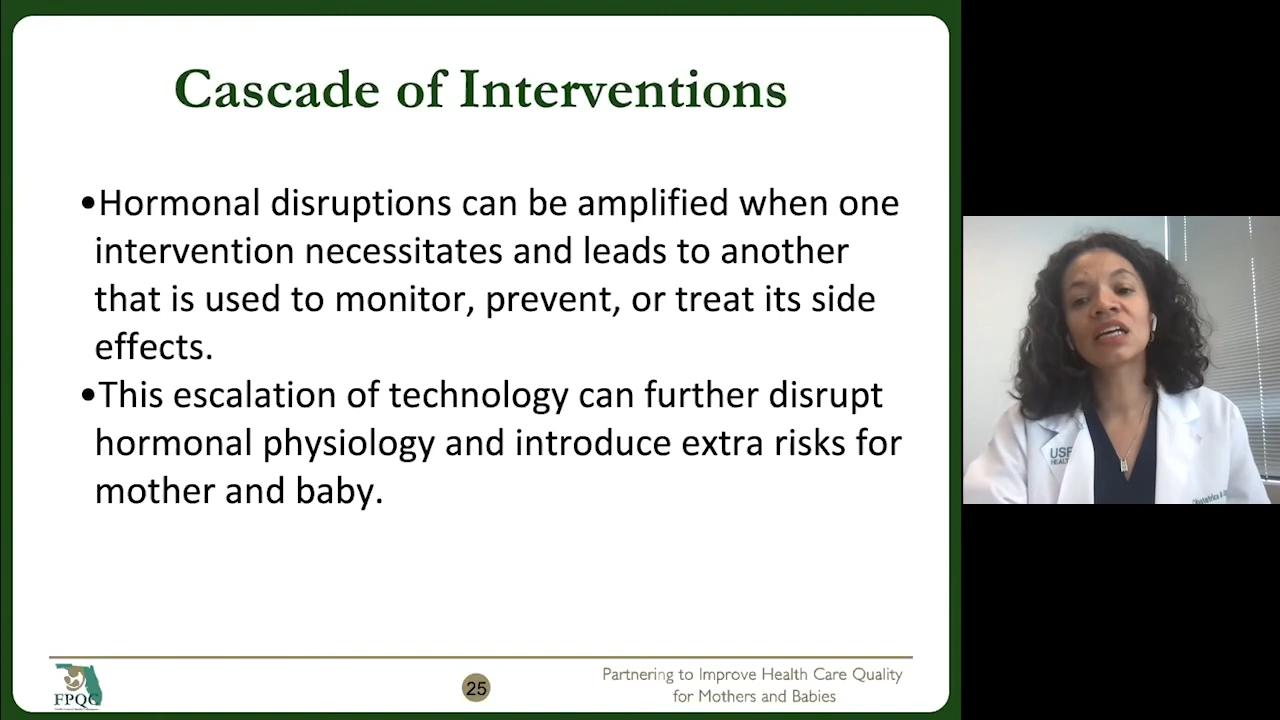 Cascade of Interventions
•Hormonal disruptions can be amplified when one
intervention necessitates and leads to another
that is used to monitor, prevent, or treat its side
effects.
•This escalation of technology can further disrupt
hormonal physiology and introduce extra risks for
mother and baby.
FPQC
25
Partnering to Improve Health Care Quality
for Mothers and Babies
USF
HEALTH